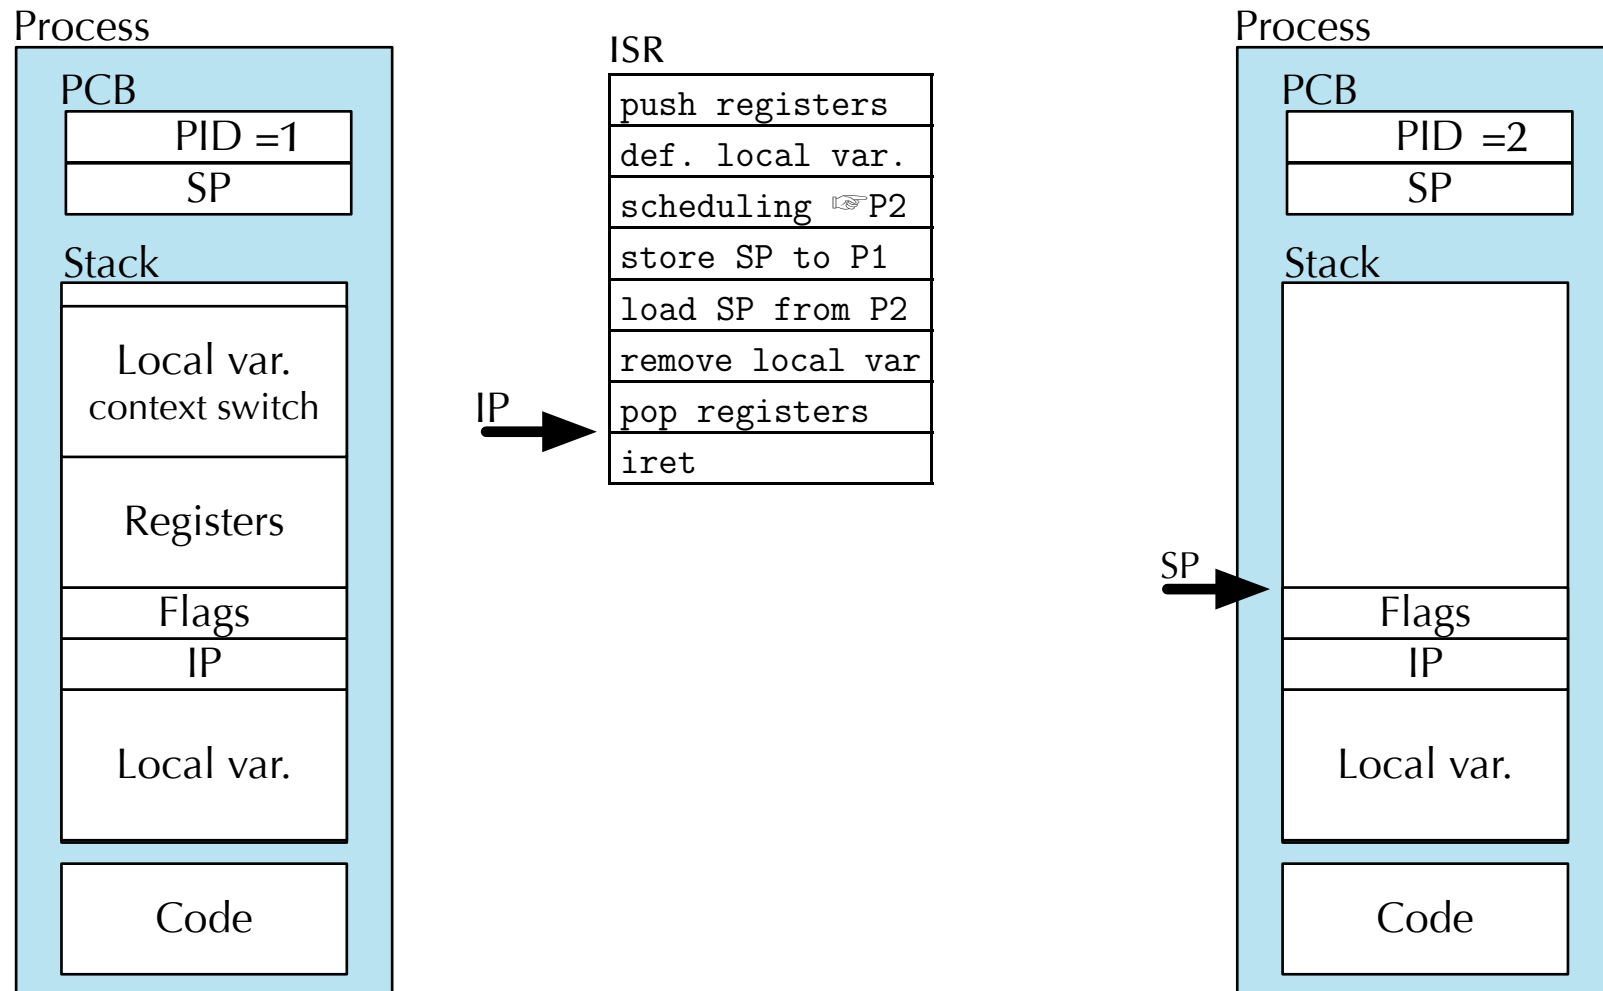 Process
PCB
PID =1
SP
Stack
Local var.
context switch
Registers
Flags
IP
Local var.
Code
ISR
push registers
def. local var.
scheduling ☞P2
store SP to P1
load SP from P2
remove local var
pop registers
iret
IP
Process
PCB
PID =2
SP
Stack
SP
Flags
IP
Local var.
Code